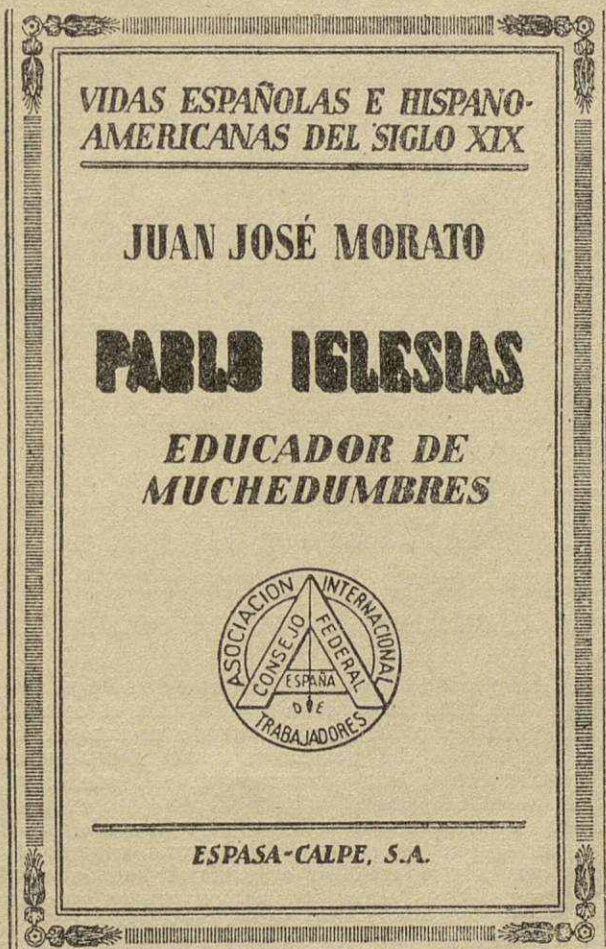 VIDAS ESPAÑOLAS E HISPANO-
AMERICANAS DEL SIGLO XIX
JUAN JOSÉ MORATO
PABLO IGLESIAS
EDUCADOR DE
MUCHEDUMBRES
ASOCIACION INTERNACIONAL
CONSEJO FEDERAL
ESPAÑA
DE
TRABAJADORES
ESPASA-CALPE, S.A.